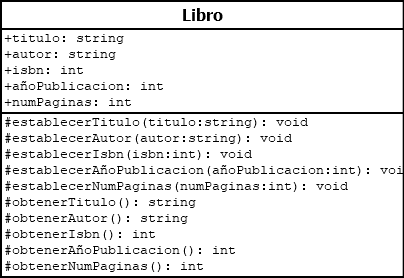 Libro
+titulo: string
+autor: string
+isbn: int
+añoPublicacion: int
+numPaginas: int
#establecerTitulo(titulo:string): void
#establecerAutor(autor:string): void
#establecerIsbn(isbn:int): void
#establecerAñoPublicacion(añoPublicacion:int): voi
#establecerNumPaginas(numPaginas:int): void
#obtenerTitulo(): string
#obtenerAutor(): string
#obtenerIsbn(): int
#obtenerAñoPublicacion(): int
#obtenerNumPaginas(): int